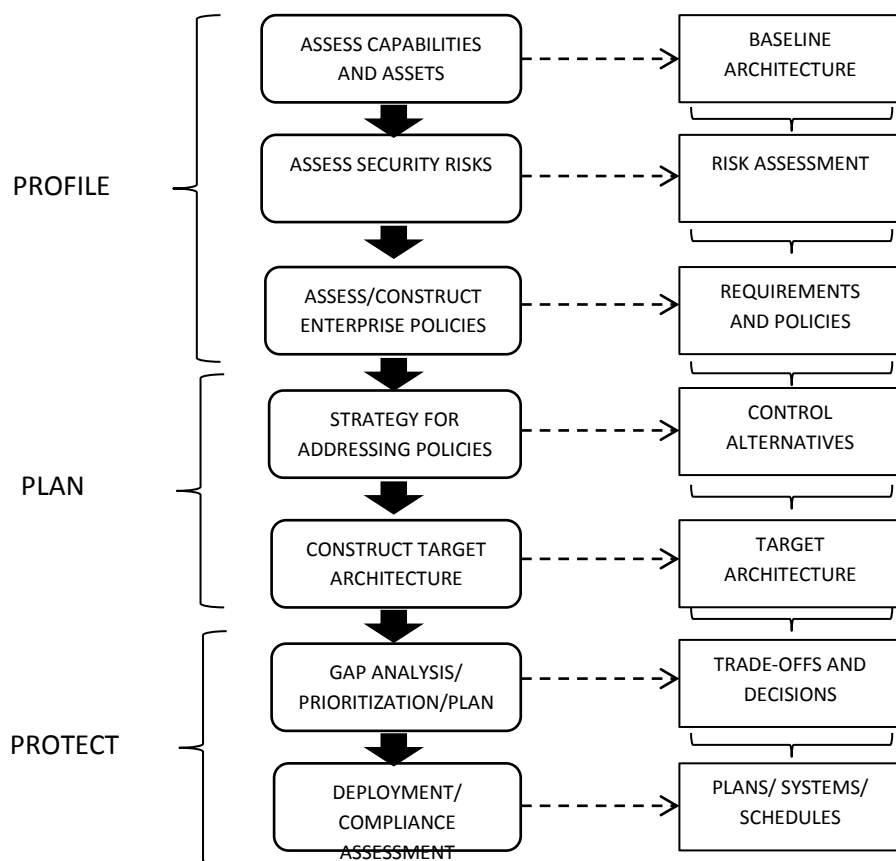 ASSESS CAPABILITIES
AND ASSETS
BASELINE
ARCHITECTURE
PROFILE
ASSESS SECURITY RISKS
RISK ASSESSMENT
ASSESS/CONSTRUCT
ENTERPRISE POLICIES
REQUIREMENTS
AND POLICIES
PLAN
STRATEGY FOR
ADDRESSING POLICIES
CONTROL
ALTERNATIVES
CONSTRUCT TARGET
ARCHITECTURE
TARGET
ARCHITECTURE
PROTECT
GAP ANALYSIS/
PRIORITIZATION/PLAN
TRADE-OFFS AND
DECISIONS
DEPLOYMENT/
COMPLIANCE
ASSESSMENT
PLANS/ SYSTEMS/
SCHEDULES